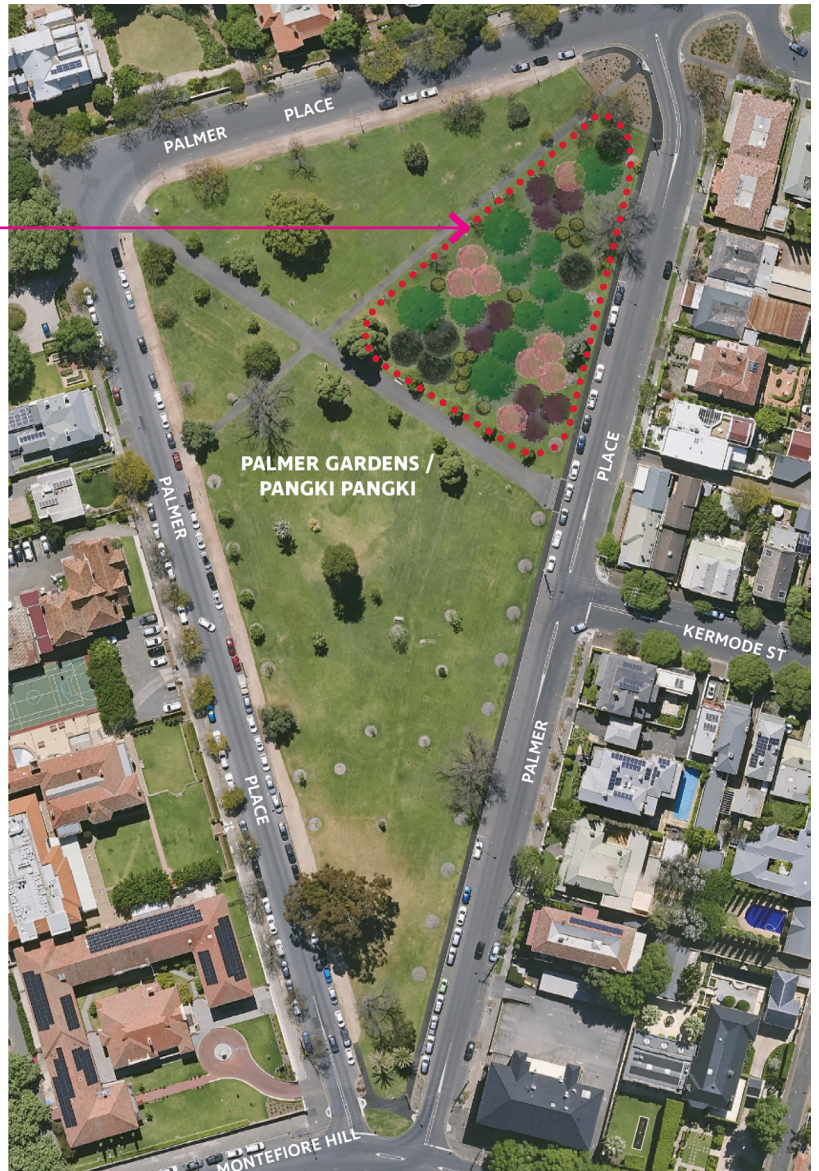 PALMER PLACE
PALMER GARDENS /
PANGKI PANGKI
PALMER
PLACE
PLACE
KERMODE ST
PALMER
MONTEFIORE HILL